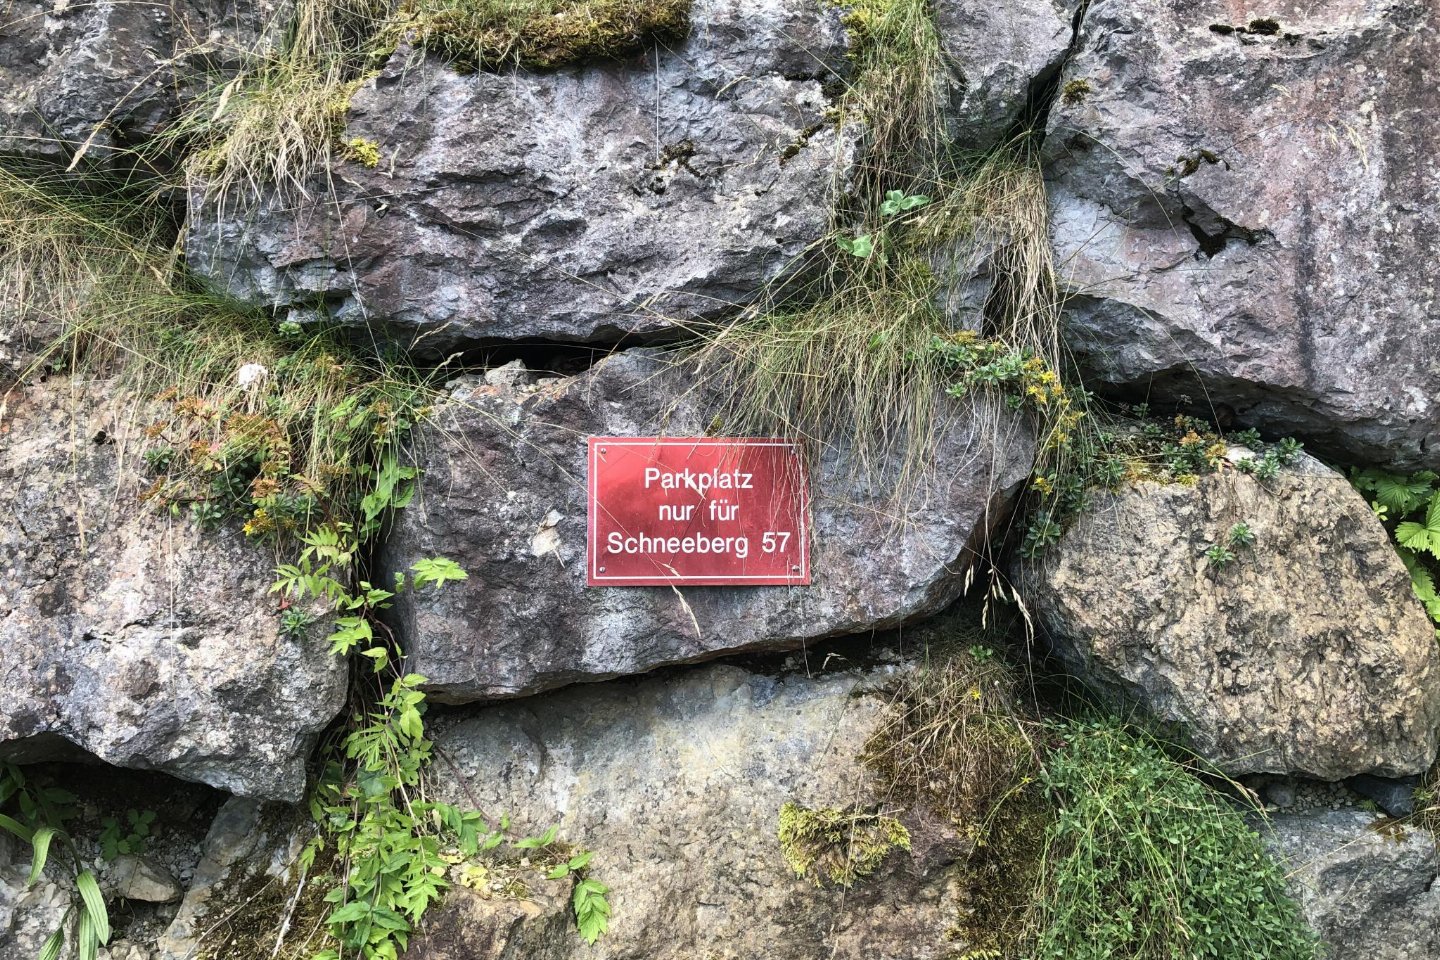 Parkplatz
nur für
Schneeberg 57